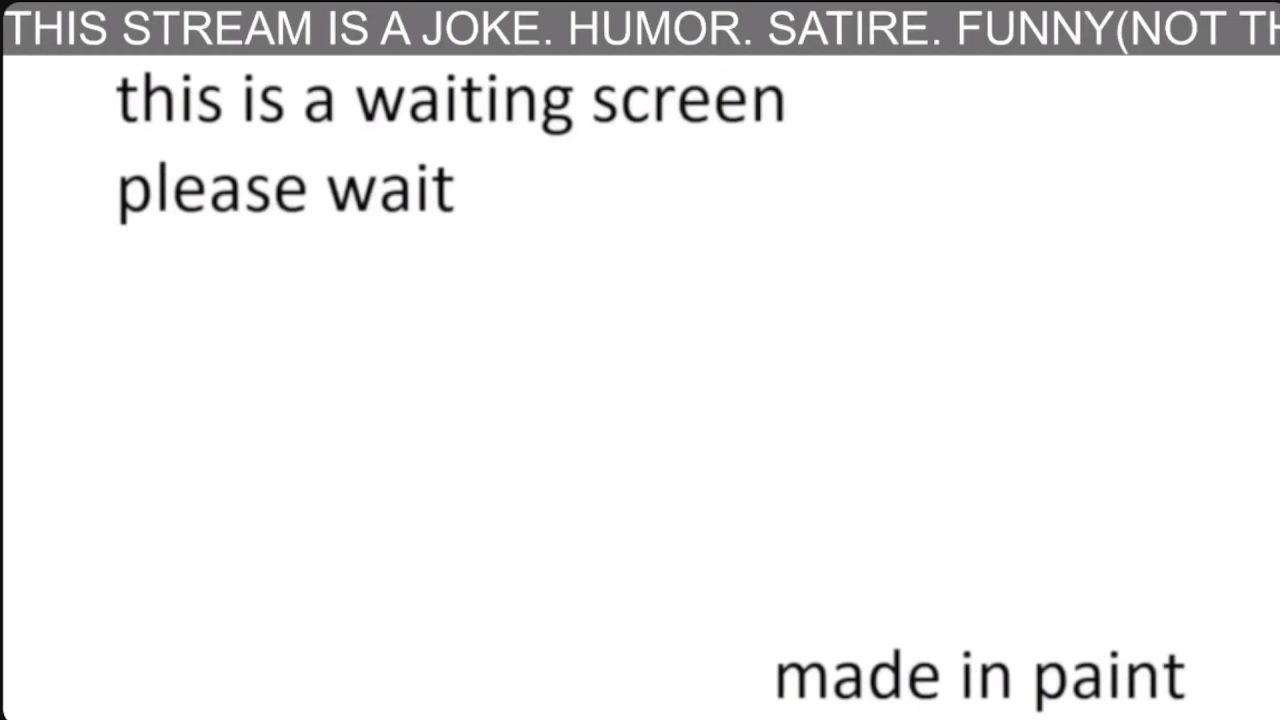 THIS STREAM IS A JOKE. HUMOR. SATIRE. FUNNY(NOT
this is a waiting screen
please wait
made in paint